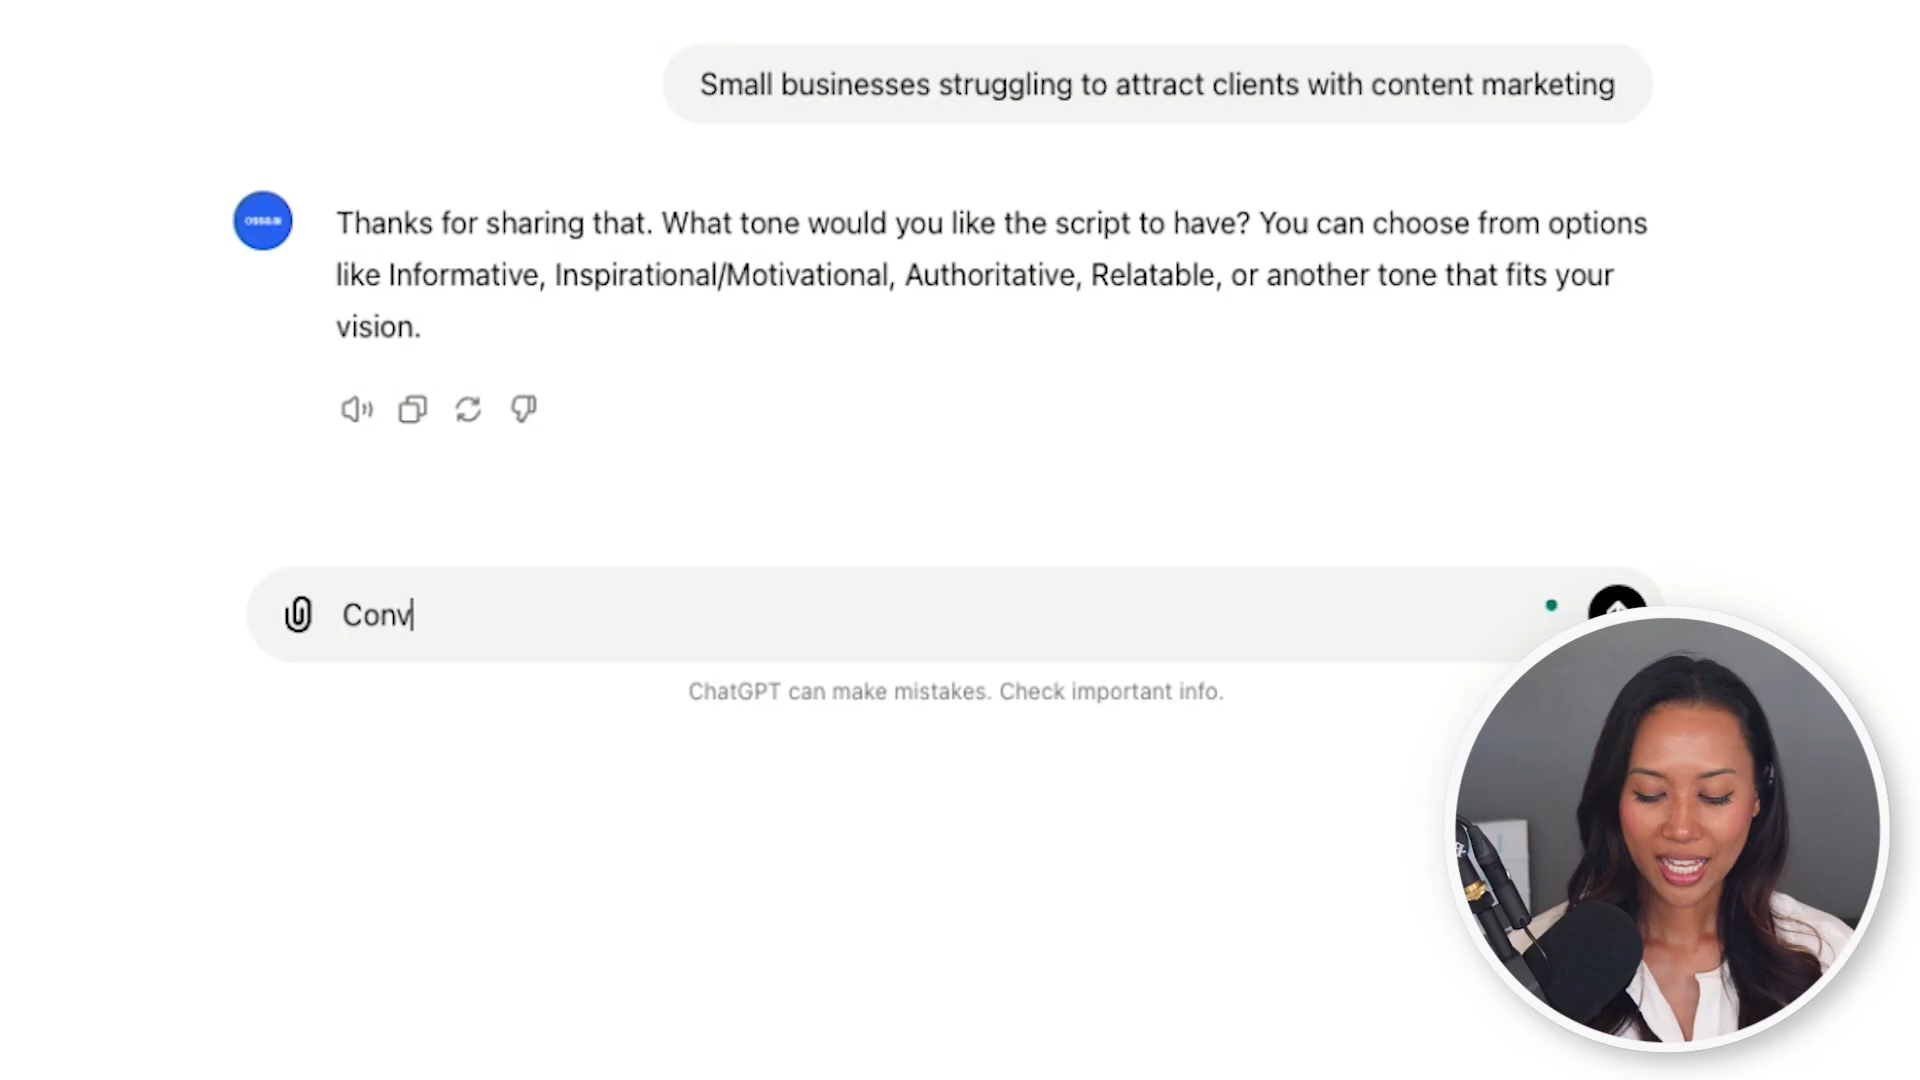 Small businesses struggling to attract clients with content marketing
ossa.ai
Thanks for sharing that. What tone would you like the script to have? You can choose from options
like Informative, Inspirational/Motivational, Authoritative, Relatable, or another tone that fits your
vision.
Conv
ChatGPT can make mistakes. Check important info.